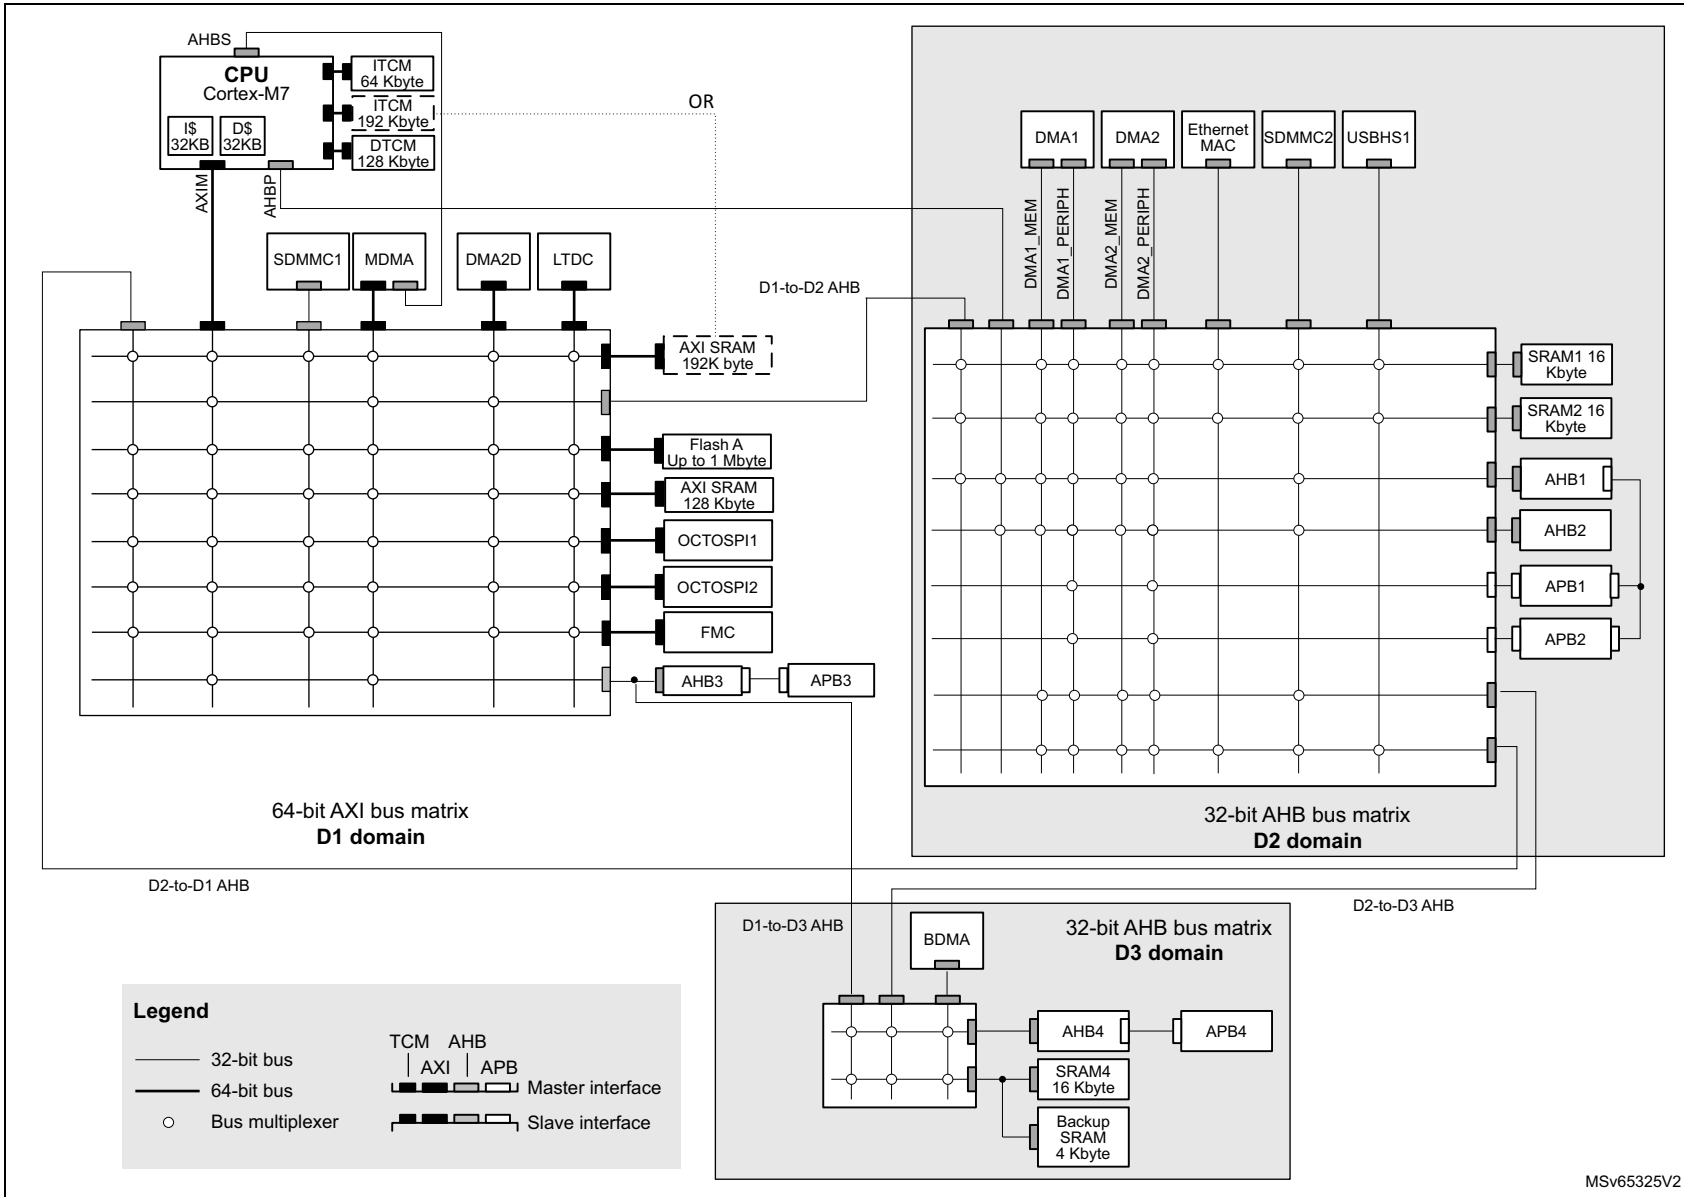 AHBS
CPU
Cortex-M7
I$
32KB
D$
32KB
ITCM
64 Kbyte
ITCM
192 Kbyte
DTCM
128 Kbyte
OR
AXIM
AHBP
SDMMC1
MDMA
DMA2D
LTDC
AXI SRAM
192K byte
Flash A
Up to 1 Mbyte
AXI SRAM
128 Kbyte
OCTOSPI1
OCTOSPI2
FMC
AHB3
APB3
64-bit AXI bus matrix
D1 domain
D1-to-D2 AHB
DMA1
DMA2
Ethernet
MAC
SDMMC2
USBHS1
DMA1_MEM
DMA1_PERIPH
DMA2_MEM
DMA2_PERIPH
SRAM1 16
Kbyte
SRAM2 16
Kbyte
AHB1
AHB2
APB1
APB2
32-bit AHB bus matrix
D2 domain
D2-to-D1 AHB
D2-to-D3 AHB
D1-to-D3 AHB
BDMA
32-bit AHB bus matrix
D3 domain
AHB4
APB4
SRAM4
16 Kbyte
Backup
SRAM
4 Kbyte
Legend
32-bit bus
64-bit bus
Bus multiplexer
TCM
AHB
AXI
APB
Master interface
Slave interface
MSv65325V2